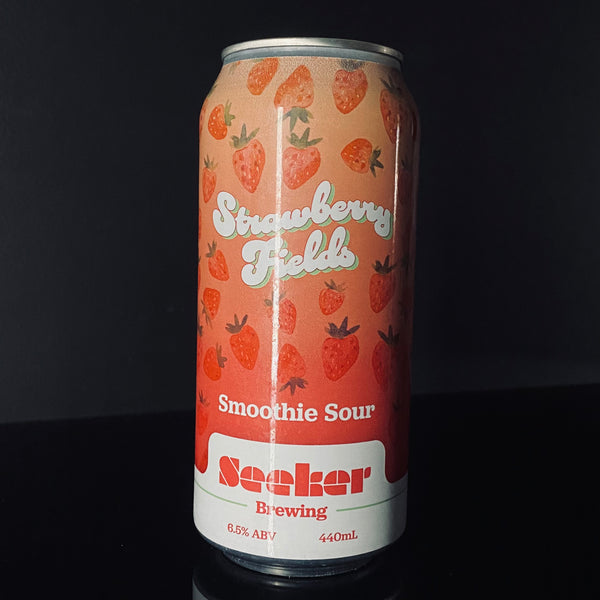 Strawberry
Fields
Smoothie Sour
Seeker
Brewing
6.5% ABV 440mL